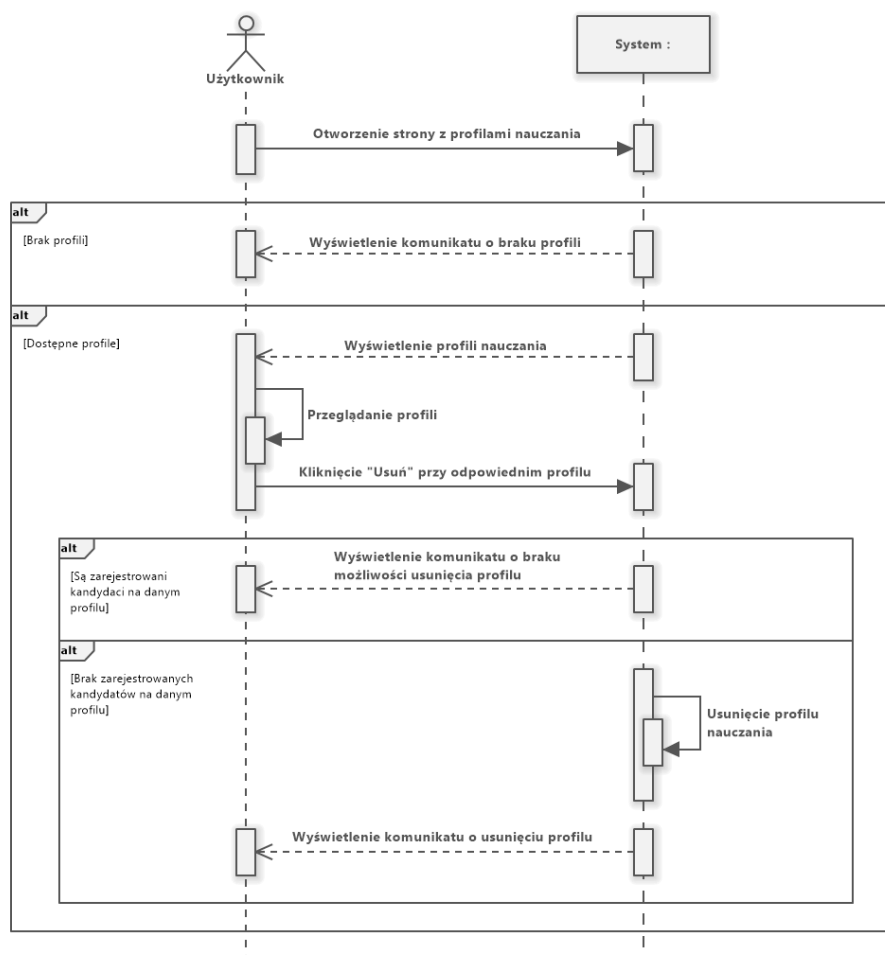 Użytkownik
System :
Otworzenie strony z profilami nauczania
alt
[Brak profili]
Wyświetlenie komunikatu o braku profili
alt
[Dostępne profile]
Wyświetlenie profili nauczania
Przeglądanie profili
Kliknięcie "Usuń" przy odpowiednim profilu
alt
[Są zarejestrowani
kandydaci na danym
profilu]
Wyświetlenie komunikatu o braku
możliwości usunięcia profilu
alt
[Brak zarejestrowanych
kandydatów na danym
profilu]
Usunięcie profilu
nauczania
Wyświetlenie komunikatu o usunięciu profilu